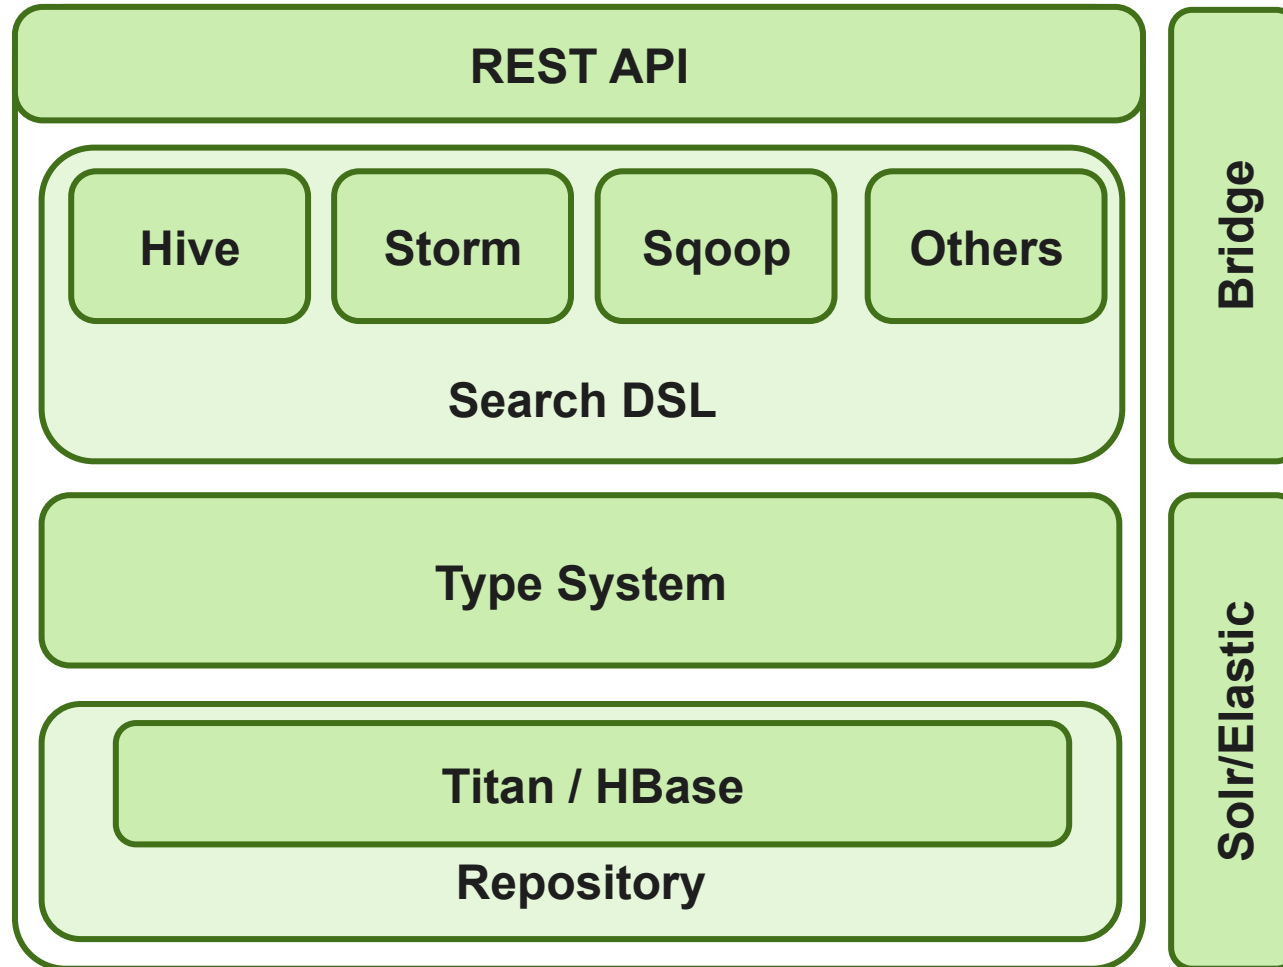 REST API
Hive
Storm
Sqoop
Others
Search DSL
Type System
Titan / HBase
Repository
Bridge
Solr/Elastic